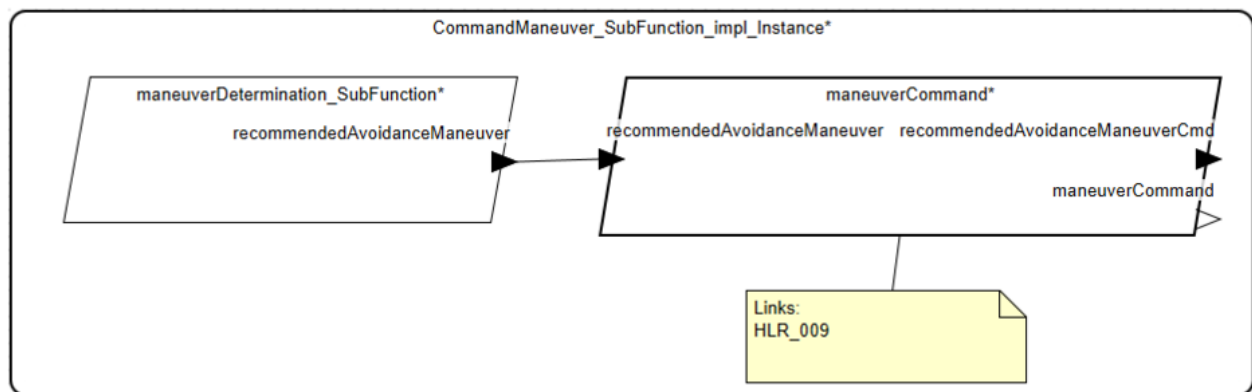 CommandManeuver_SubFunction_impl_Instance*
maneuverDetermination_SubFunction*
recommendedAvoidanceManeuver
maneuverCommand*
recommendedAvoidanceManeuver recommendedAvoidanceManeuverCmd
maneuverCommand
Links:
HLR_009